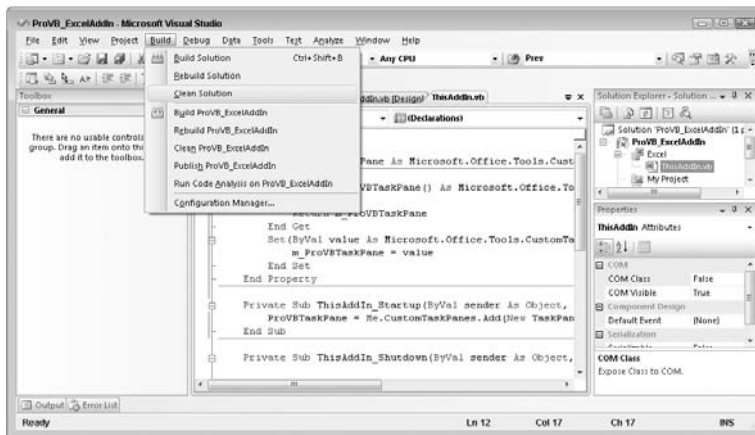 ProVB_ExcelAddIn - Microsoft Visual Studio
File Edit View Project Build Debug Data Tools Test Analyze Window Help
Any CPU
Prev
Build Solution Ctrl+Shift+B
Rebuild Solution
Clean Solution
Build ProVB_ExcelAddIn
Rebuild ProVB_ExcelAddIn
Clean ProVB_ExcelAddIn
Publish ProVB_ExcelAddIn
Run Code Analysis on ProVB_ExcelAddIn
Configuration Manager...
Toolbox
General
There are no usable controls
group. Drag an item onto this
add it to the toolbox.
ddIn.vb [Design] ThisAddIn.vb
(Declarations)
Pane As Microsoft.Office.Tools.Cust
VBTaskPane() As Microsoft.Office.To
Return m_ProVBTaskPane
End Get
Set(ByVal value As Microsoft.Office.Tools.CustomTa
m_ProVBTaskPane = value
End Set
End Property
Private Sub ThisAddIn_Startup(ByVal sender As Object,
ProVBTaskPane = Me.CustomTaskPanes.Add(New TaskPan
End Sub
Private Sub ThisAddIn_Shutdown(ByVal sender As Object,
Solution Explorer - Solution ...
Solution 'ProVB_ExcelAddIn' (1 p
ProVB_ExcelAddIn
Excel
ThisAddIn.vb
My Project
Properties
ThisAddIn Attributes
COM
COM Class False
COM Visible True
Component Design
Default Event (None)
Serialization
COM Class
Expose Class to COM.
Output Error List
Ready Ln 12 Col 17 Ch 17 INS